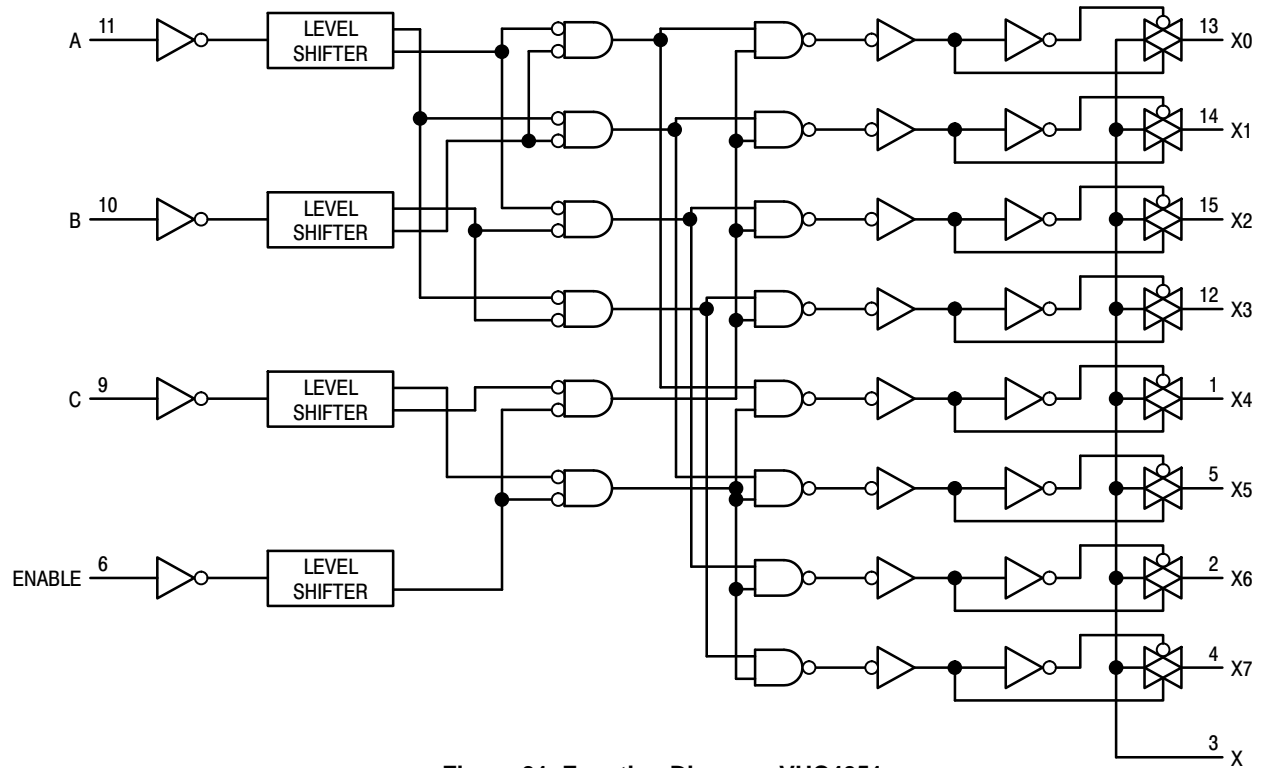 A 11 LEVEL SHIFTER 13 X0
14 X1
B 10 LEVEL SHIFTER 15 X2
12 X3
C 9 LEVEL SHIFTER 1 X4
5 X5
ENABLE 6 LEVEL SHIFTER 2 X6
4 X7
3 X